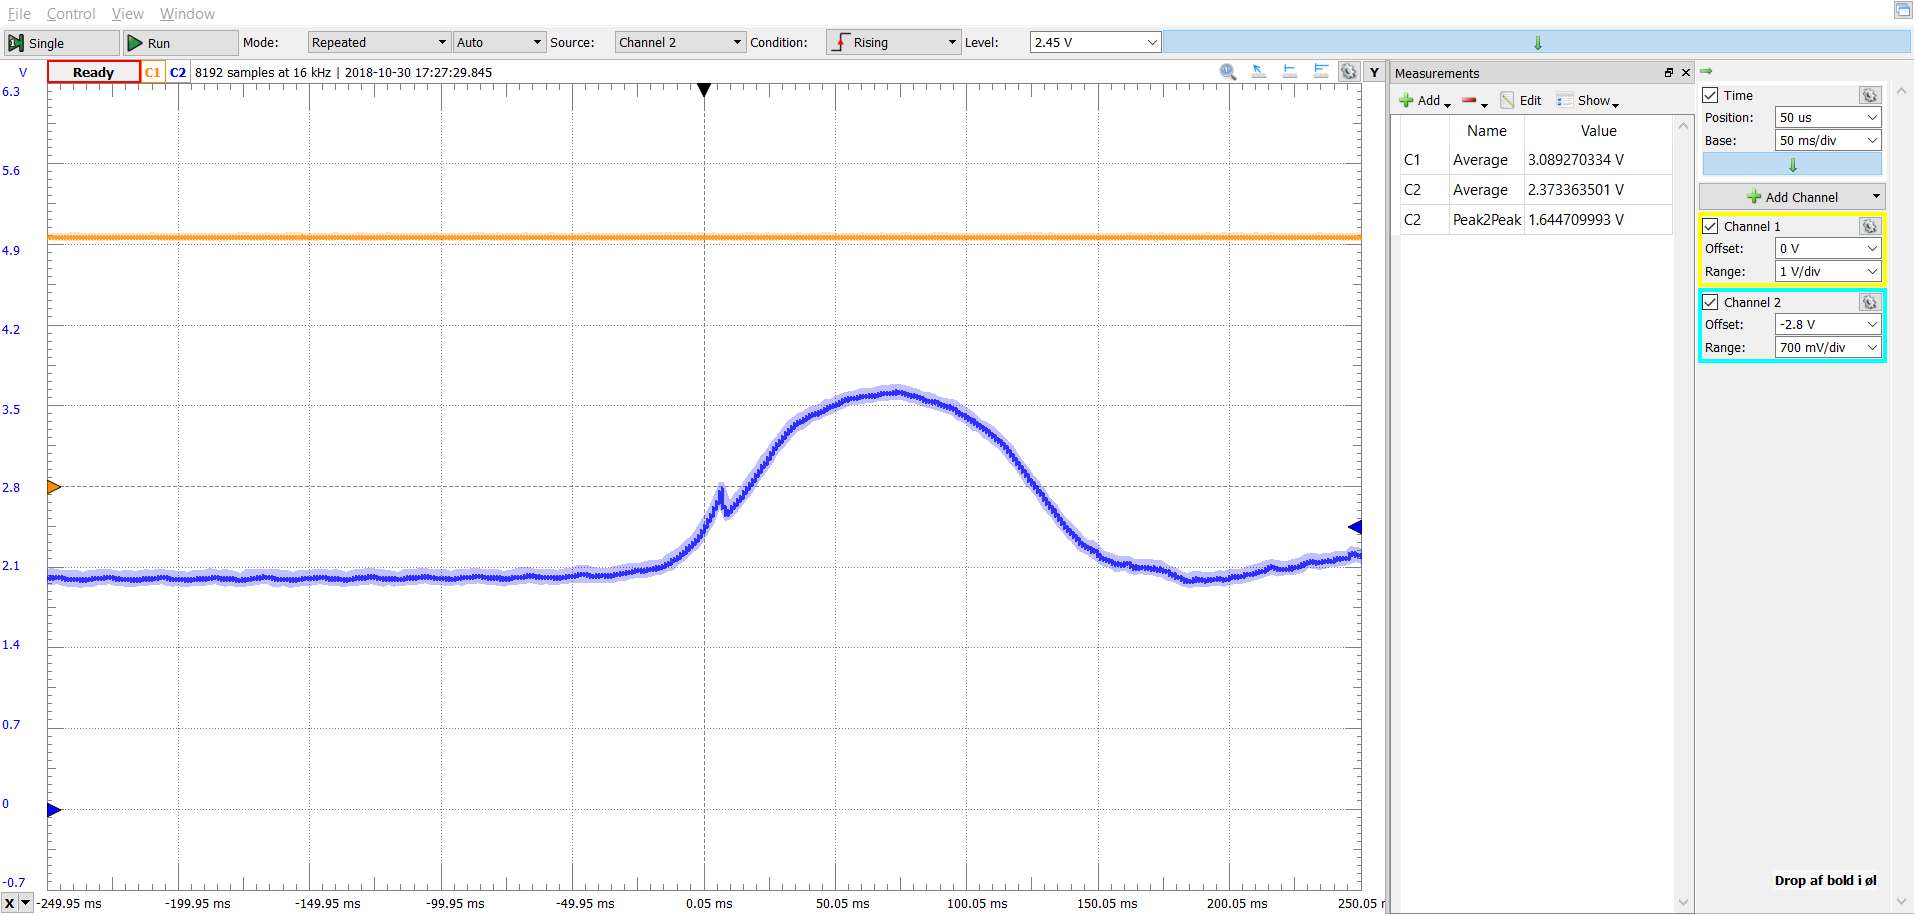 File Control View Window
Single Run Mode: Repeated Auto Source: Channel 2 Condition: Rising Level: 2.45 V
V Ready C1 C2 8192 samples at 16 kHz | 2018-10-30 17:27:29.845 Y
6.3
5.6
4.9
4.2
3.5
2.8
2.1
1.4
0.7
0
-0.7
X -249.95 ms -199.95 ms -149.95 ms -99.95 ms -49.95 ms 0.05 ms 50.05 ms 100.05 ms 150.05 ms 200.05 ms 250.05 
Measurements
Add Edit Show
Name Value
C1 Average 3.089270334 V
C2 Average 2.373363501 V
C2 Peak2Peak 1.644709993 V
Time
Position: 50 us
Base: 50 ms/div
Add Channel
Channel 1
Offset: 0 V
Range: 1 V/div
Channel 2
Offset: -2.8 V
Range: 700 mV/div
Drop af bold i øl